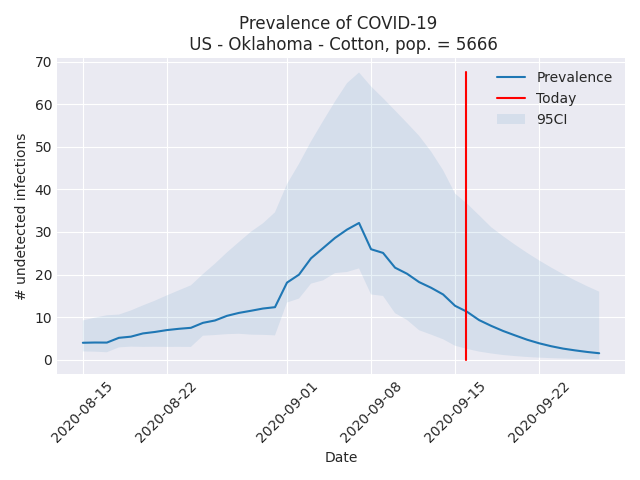 Prevalence of COVID-19
US - Oklahoma - Cotton, pop. = 5666
70
60
50
40
30
20
10
0
# undetected infections
Prevalence
Today
95CI
2020-08-15
2020-08-22
2020-09-01
2020-09-08
2020-09-15
2020-09-22
Date